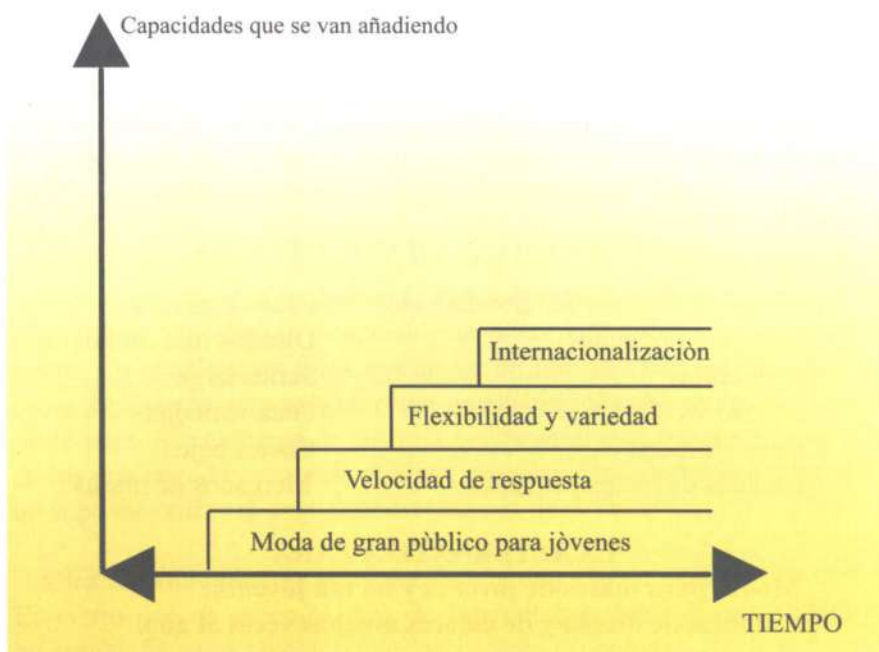 Capacidades que se van añadiendo
Internacionalizaciòn
Flexibilidad y variedad
Velocidad de respuesta
Moda de gran pùblico para jòvenes
TIEMPO